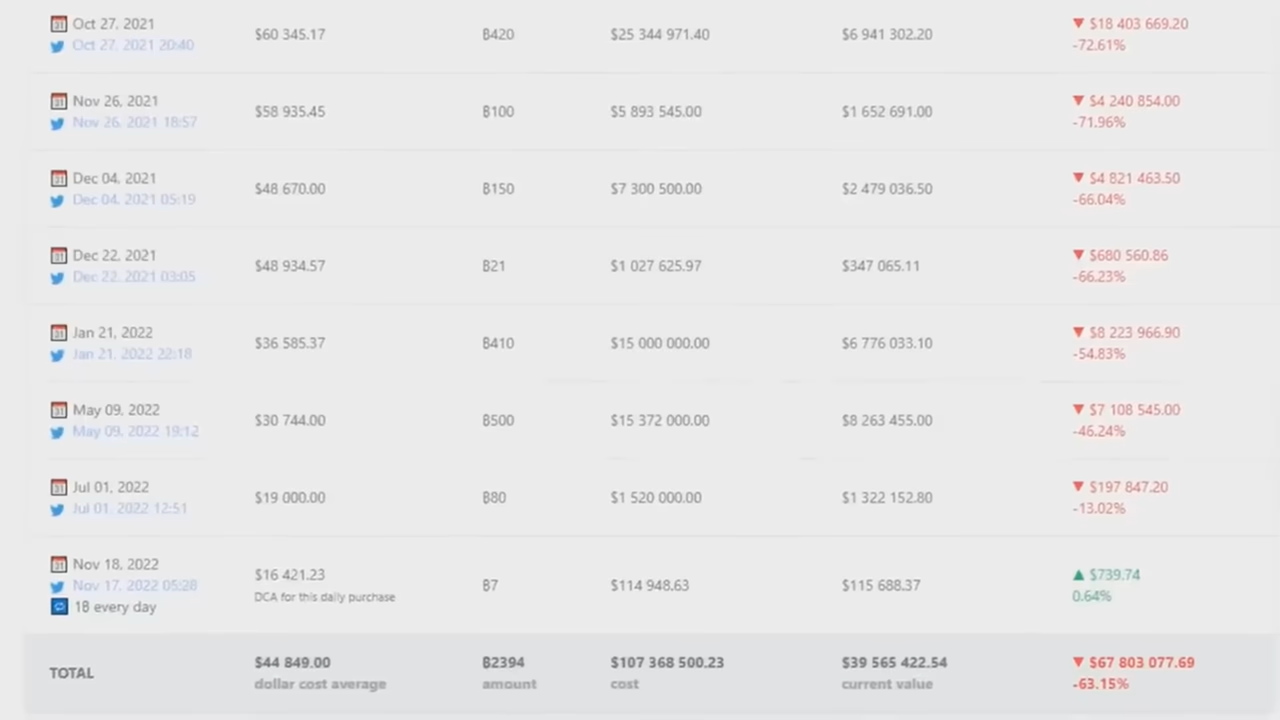 Oct 27, 2021
Oct 27, 2021 20:40
$60 345.17
฿420
$25 344 971.40
$6 941 302.20
▼ $18 403 669.20
-72.61%
Nov 26, 2021
Nov 26, 2021 18:57
$58 935.45
฿100
$5 893 545.00
$1 652 691.00
▼ $4 240 854.00
-71.96%
Dec 04, 2021
Dec 04, 2021 05:19
$48 670.00
฿150
$7 300 500.00
$2 479 036.50
▼ $4 821 463.50
-66.04%
Dec 22, 2021
Dec 22, 2021 03:05
$48 934.57
฿21
$1 027 625.97
$347 065.11
▼ $680 560.86
-66.23%
Jan 21, 2022
Jan 21, 2022 22:18
$36 585.37
฿410
$15 000 000.00
$6 776 033.10
▼ $8 223 966.90
-54.83%
May 09, 2022
May 09, 2022 19:12
$30 744.00
฿500
$15 372 000.00
$8 263 455.00
▼ $7 108 545.00
-46.24%
Jul 01, 2022
Jul 01, 2022 12:51
$19 000.00
฿80
$1 520 000.00
$1 322 152.80
▼ $197 847.20
-13.02%
Nov 18, 2022
Nov 17, 2022 05:28
1฿ every day
$16 421.23
DCA for this daily purchase
฿7
$114 948.63
$115 688.37
▲ $739.74
0.64%
TOTAL
$44 849.00
dollar cost average
฿2394
amount
$107 368 500.23
cost
$39 565 422.54
current value
▼ $67 803 077.69
-63.15%